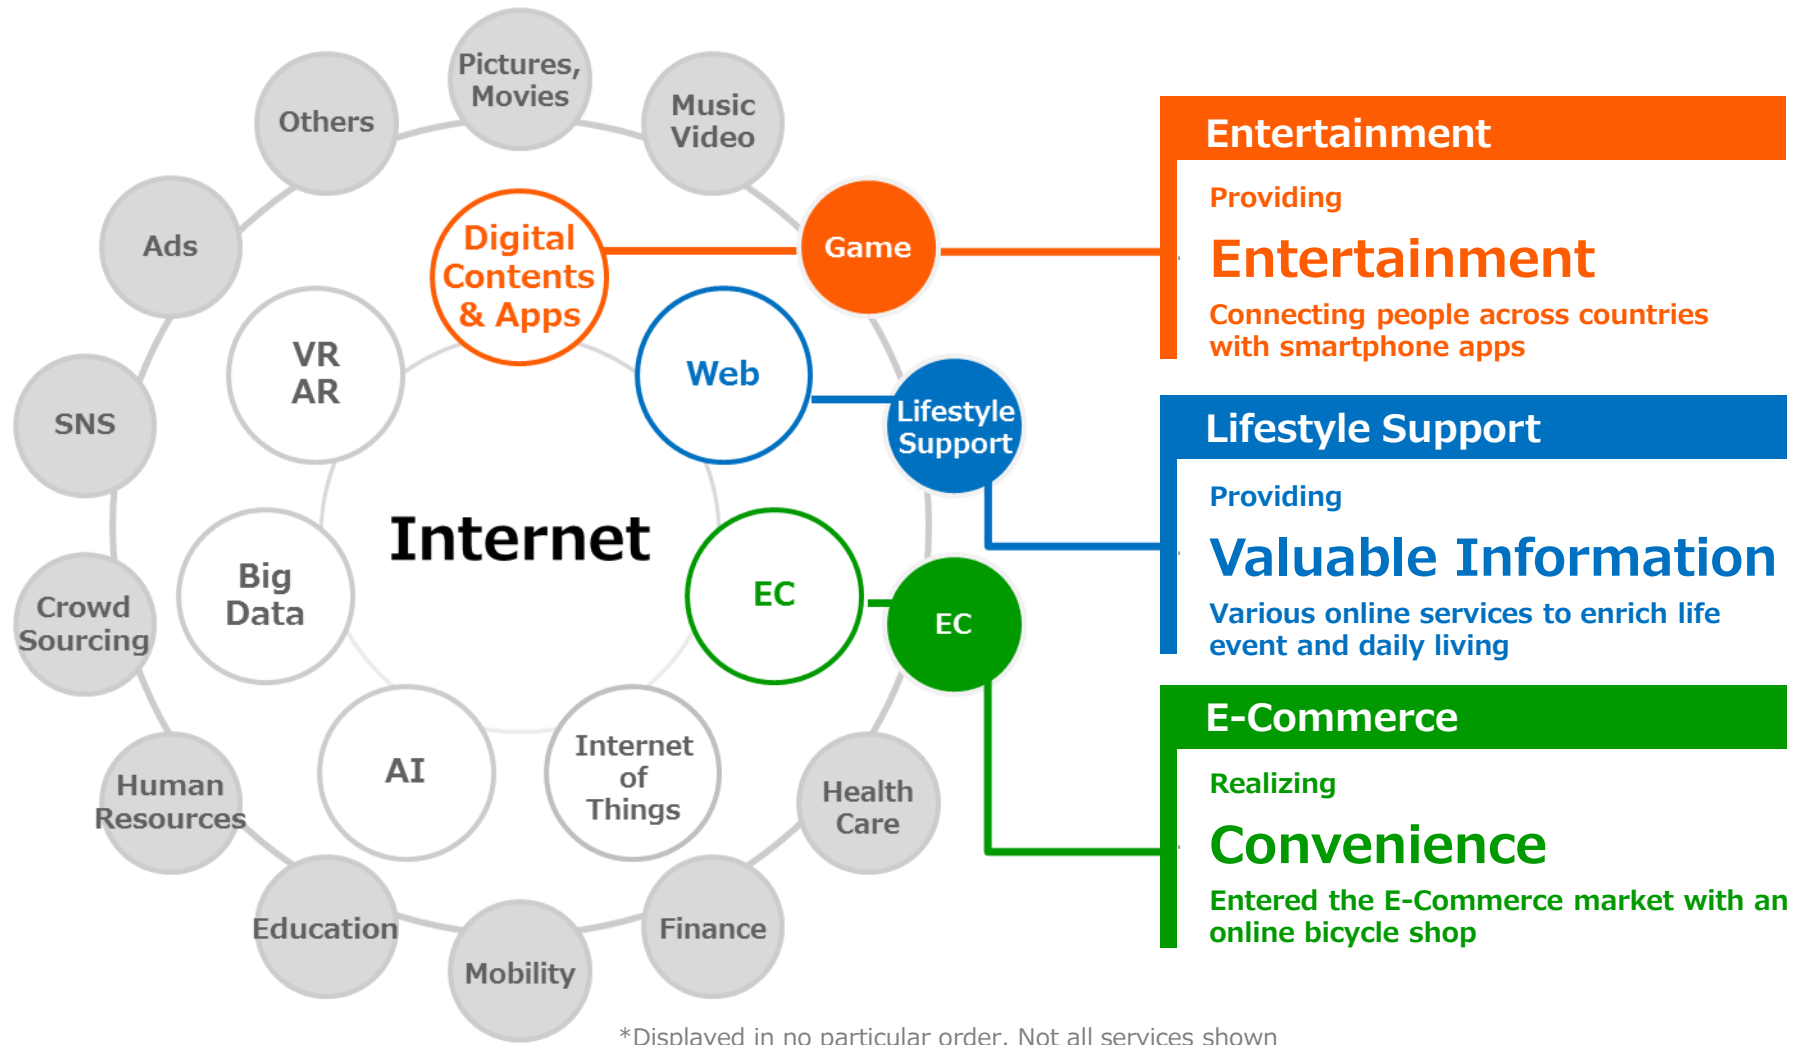 Pictures,
Movies
Music
Video
Others
Ads
SNS
Crowd
Sourcing
Human
Resources
Education
Mobility
Finance
Health
Care
Game
Lifestyle
Support
EC
Digital
Contents
& Apps
Web
EC
Internet
of
Things
AI
Big
Data
VR
AR
Internet
Entertainment
Providing
Entertainment
Connecting people across countries
with smartphone apps
Lifestyle Support
Providing
Valuable Information
Various online services to enrich life
event and daily living
E-Commerce
Realizing
Convenience
Entered the E-Commerce market with an
online bicycle shop
*Displayed in no particular order. Not all services shown